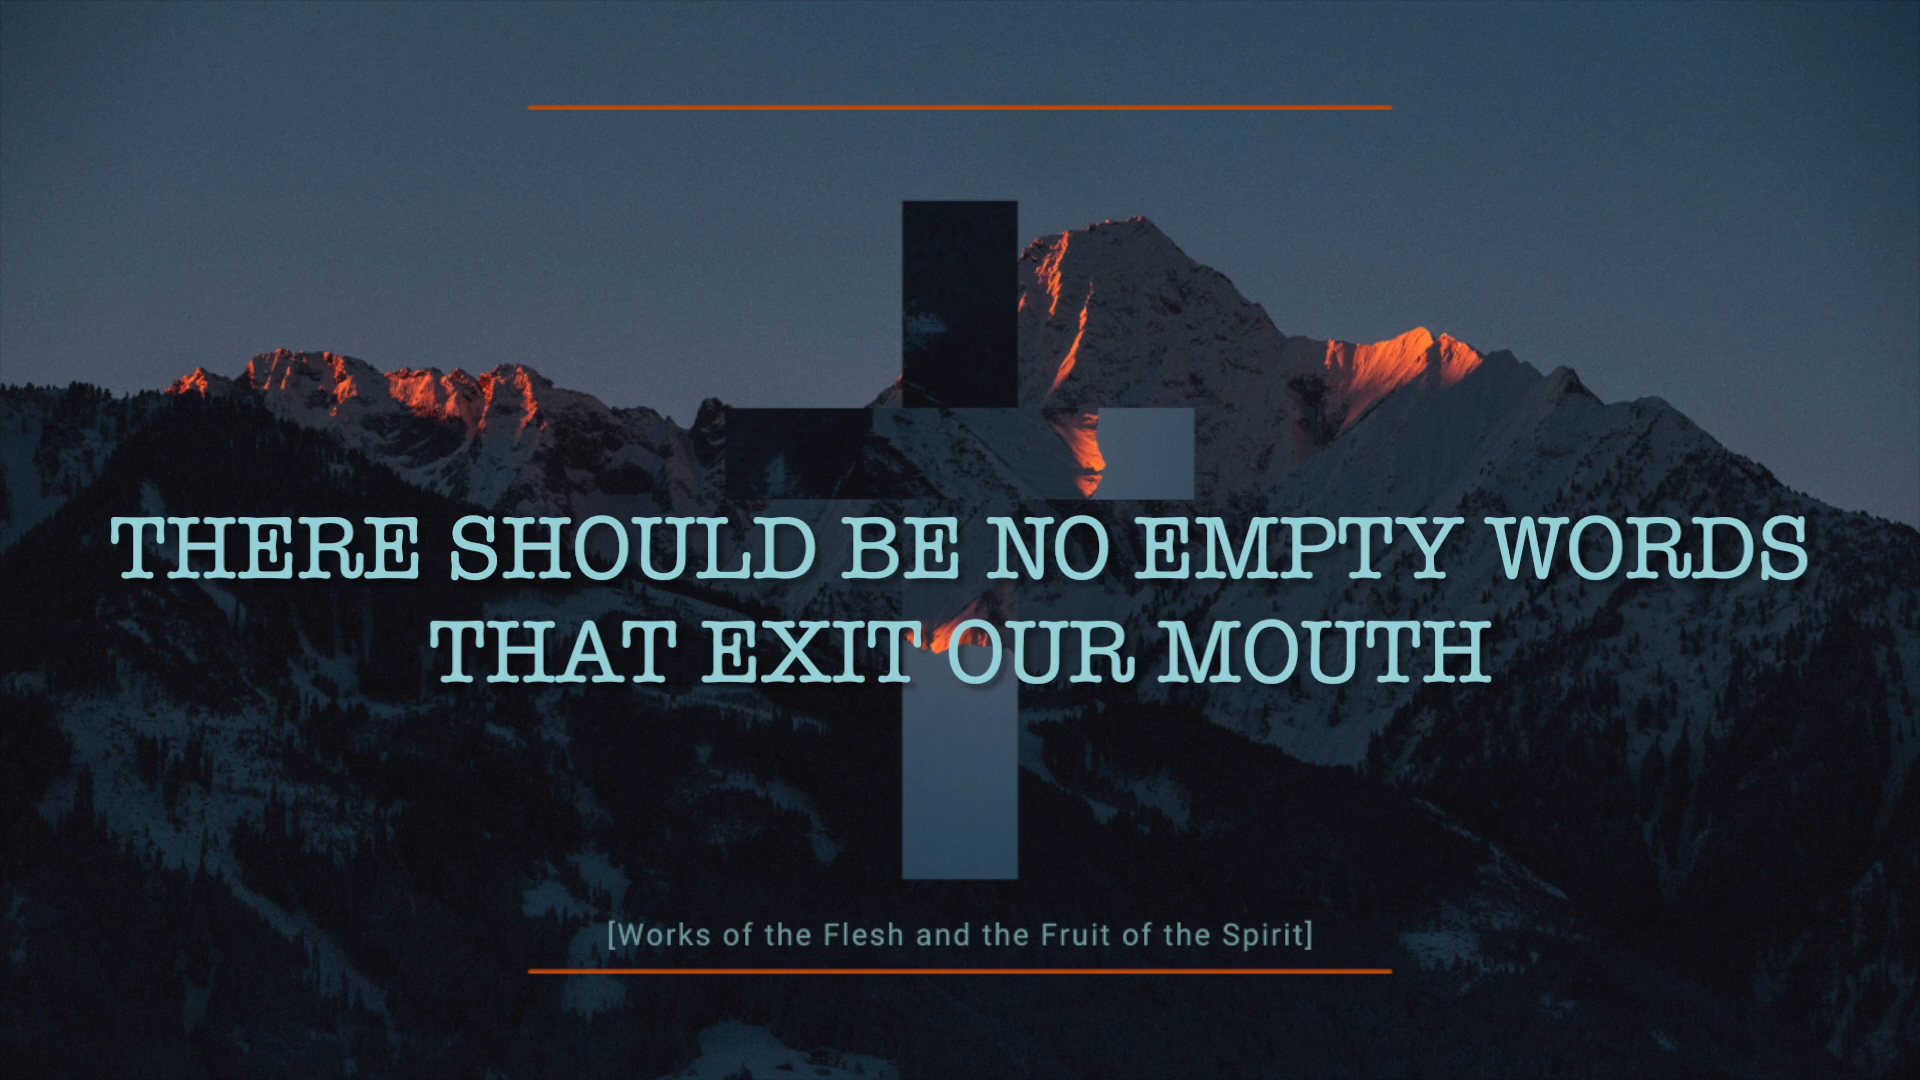 THERE SHOULD BE NO EMPTY WORDS
THAT EXIT OUR MOUTH
[Works of the Flesh and the Fruit of the Spirit]